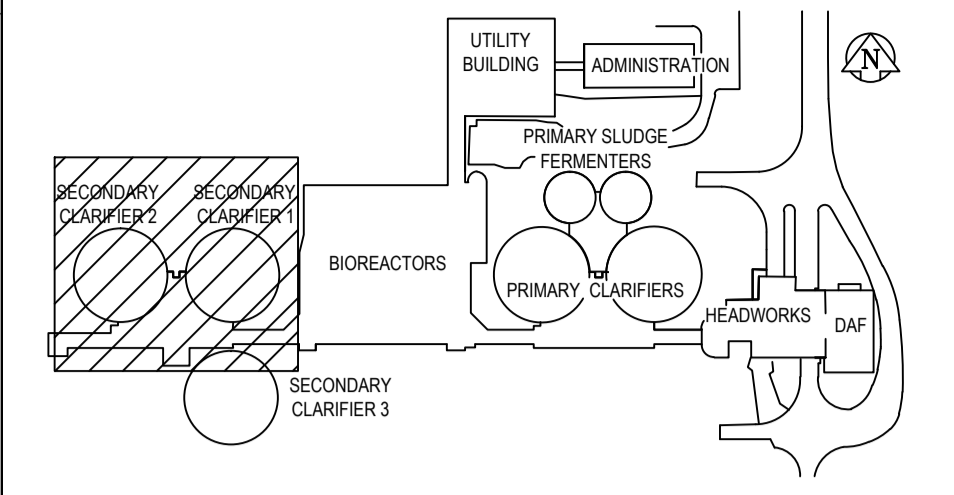 UTILITY
BUILDING
ADMINISTRATION
N
PRIMARY SLUDGE
FERMENTERS
SECONDARY
CLARIFIER 2
SECONDARY
CLARIFIER 1
BIOREACTORS
PRIMARY CLARIFIERS
HEADWORKS
DAF
SECONDARY
CLARIFIER 3